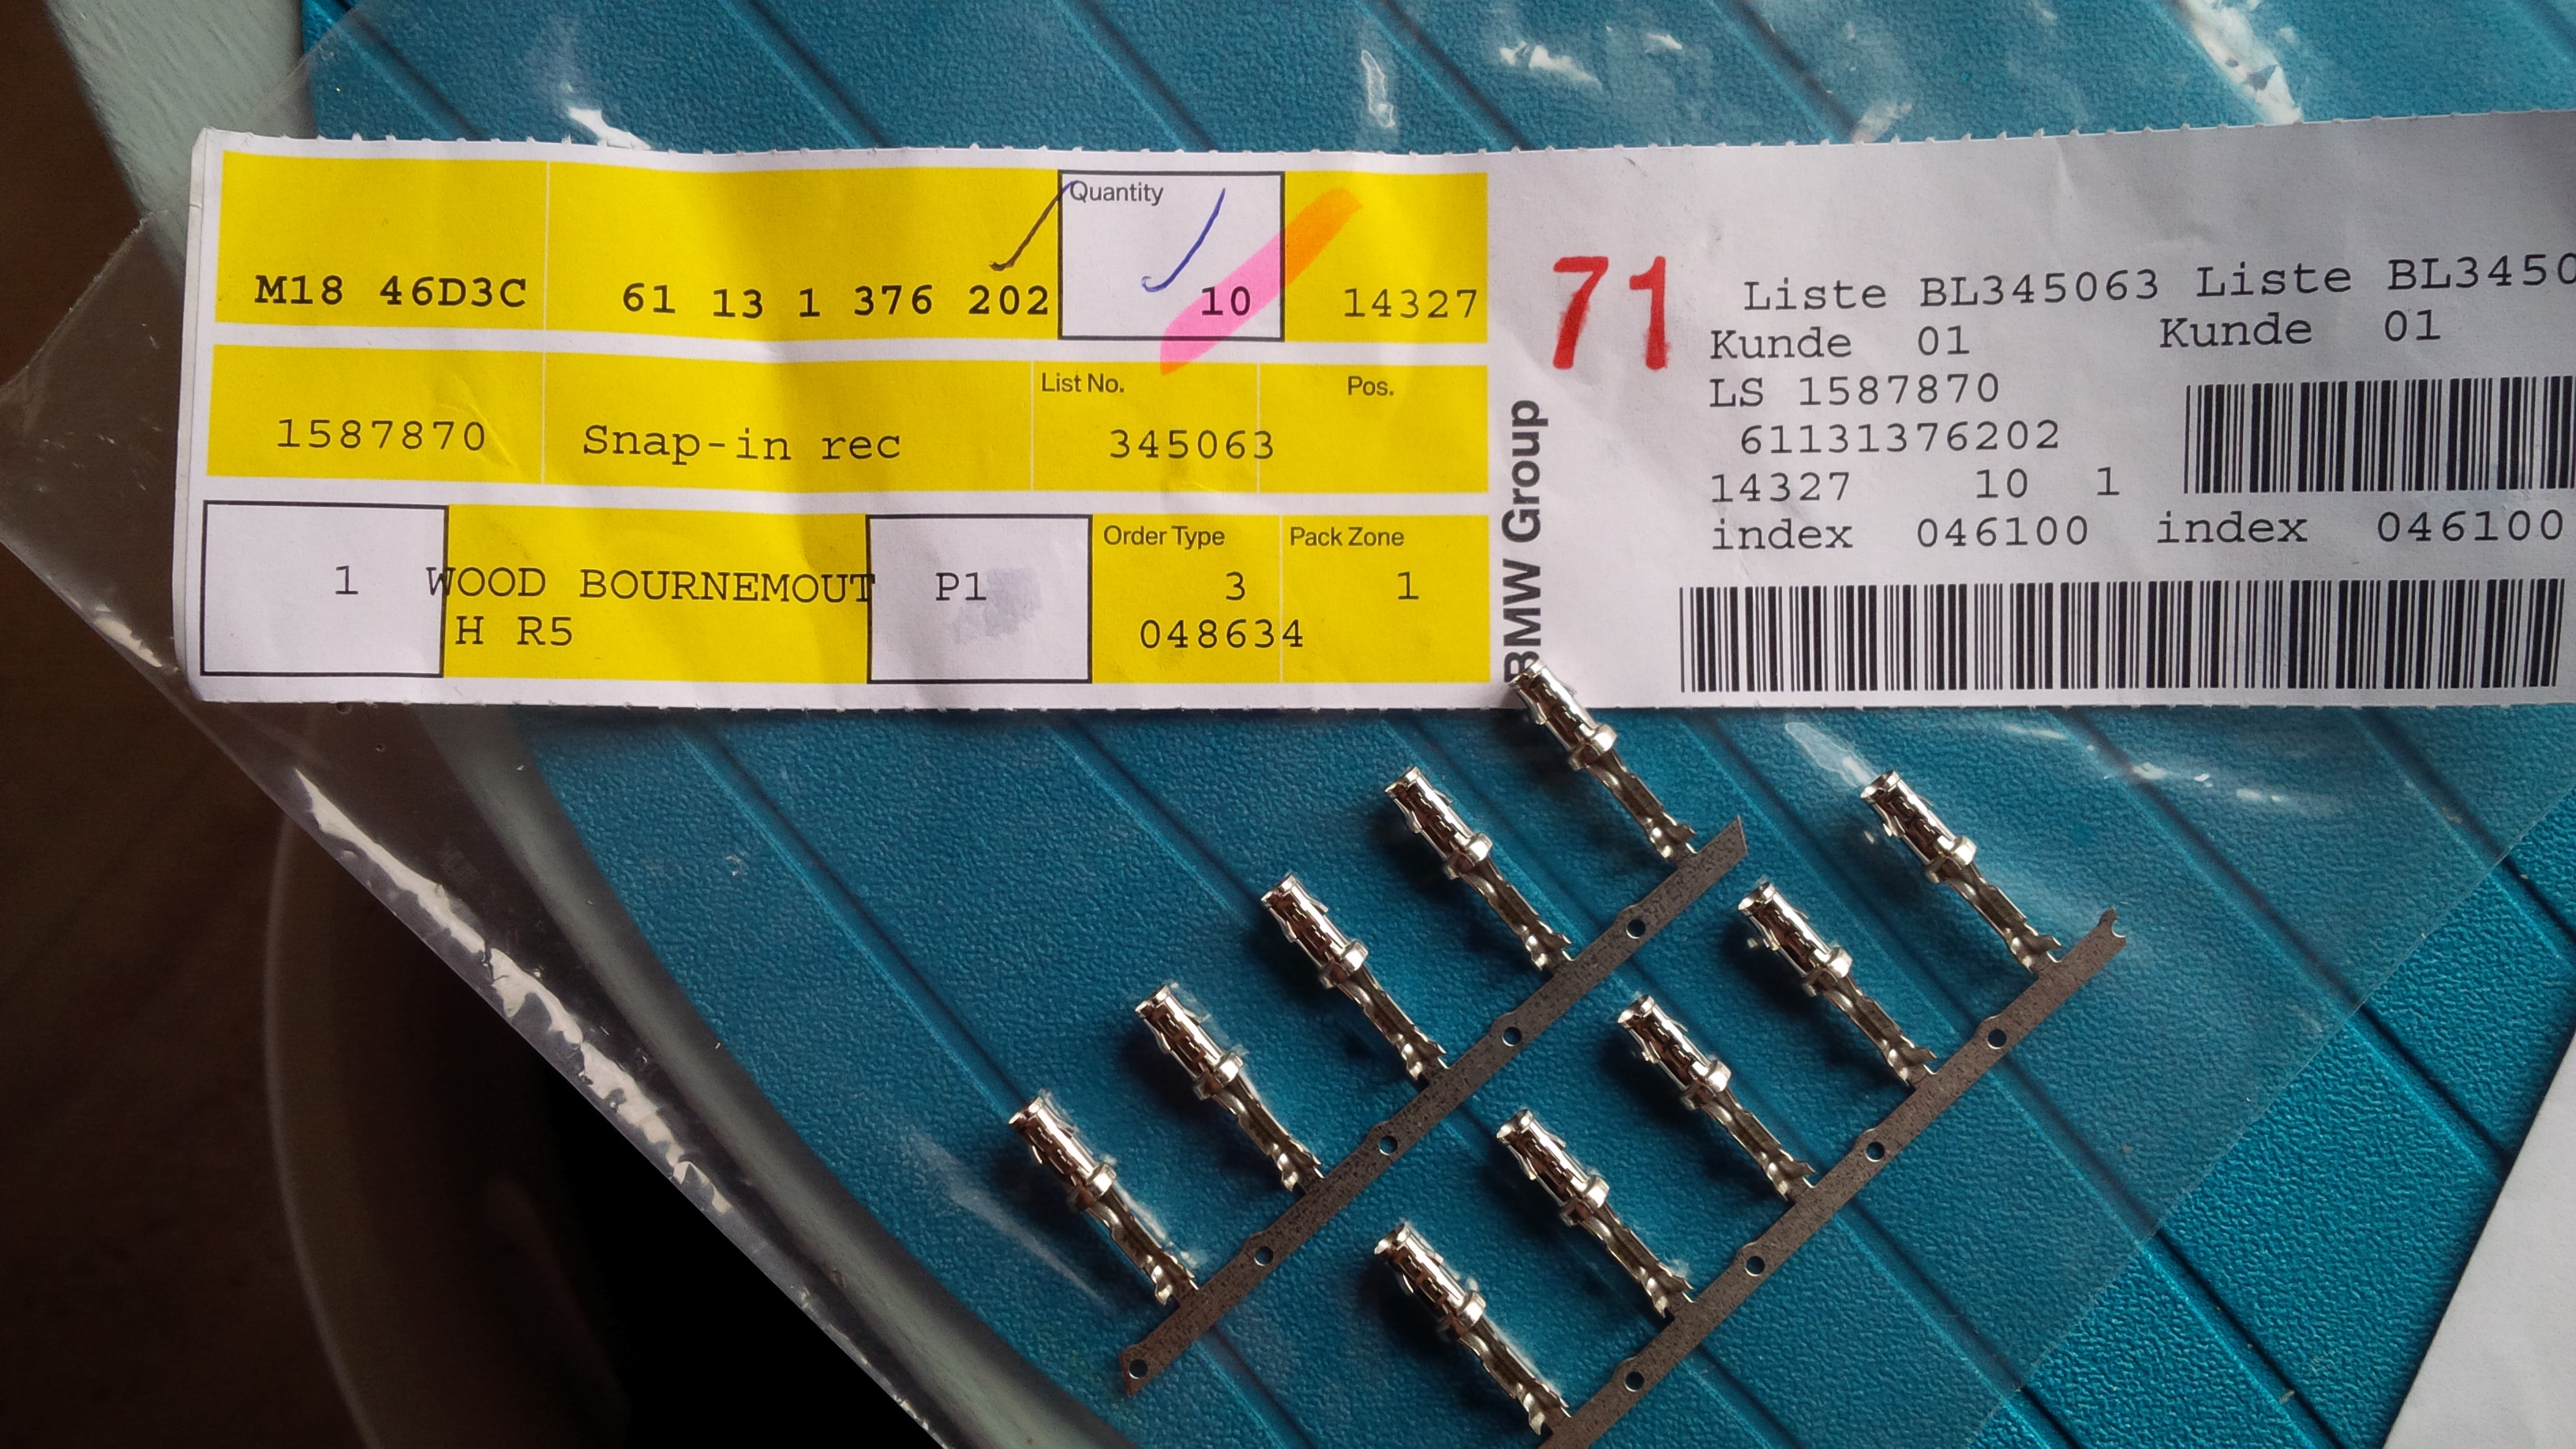 Quantity
M18 46D3C 61 13 1 376 202 10 14327
List No. Pos.
1587870 Snap-in rec 345063
Order Type Pack Zone
1 WOOD BOURNEMOUT P1 3 1
H R5 048634
BMW Group
71
Liste BL345063 Liste BL3450
Kunde 01 Kunde 01
LS 1587870
61131376202
14327 10 1
index 046100 index 046100